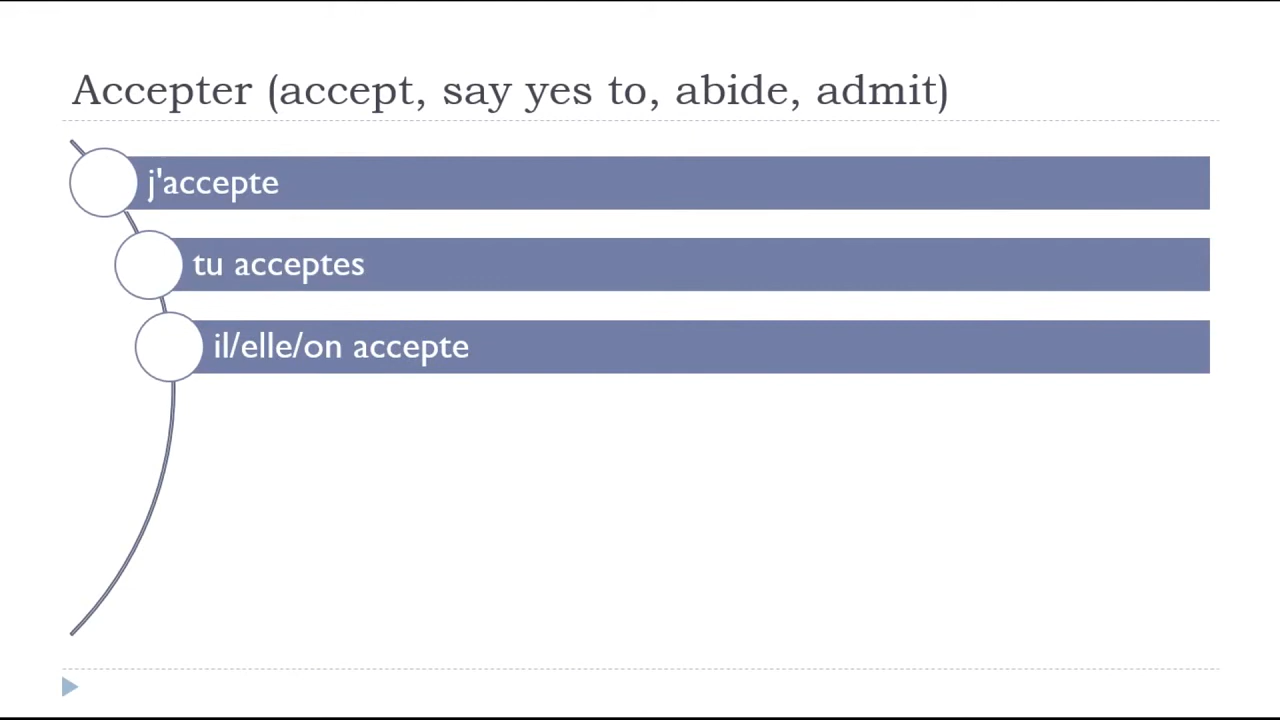 Accepter (accept, say yes to, abide, admit)
j'accepte
tu acceptes
il/elle/on accepte